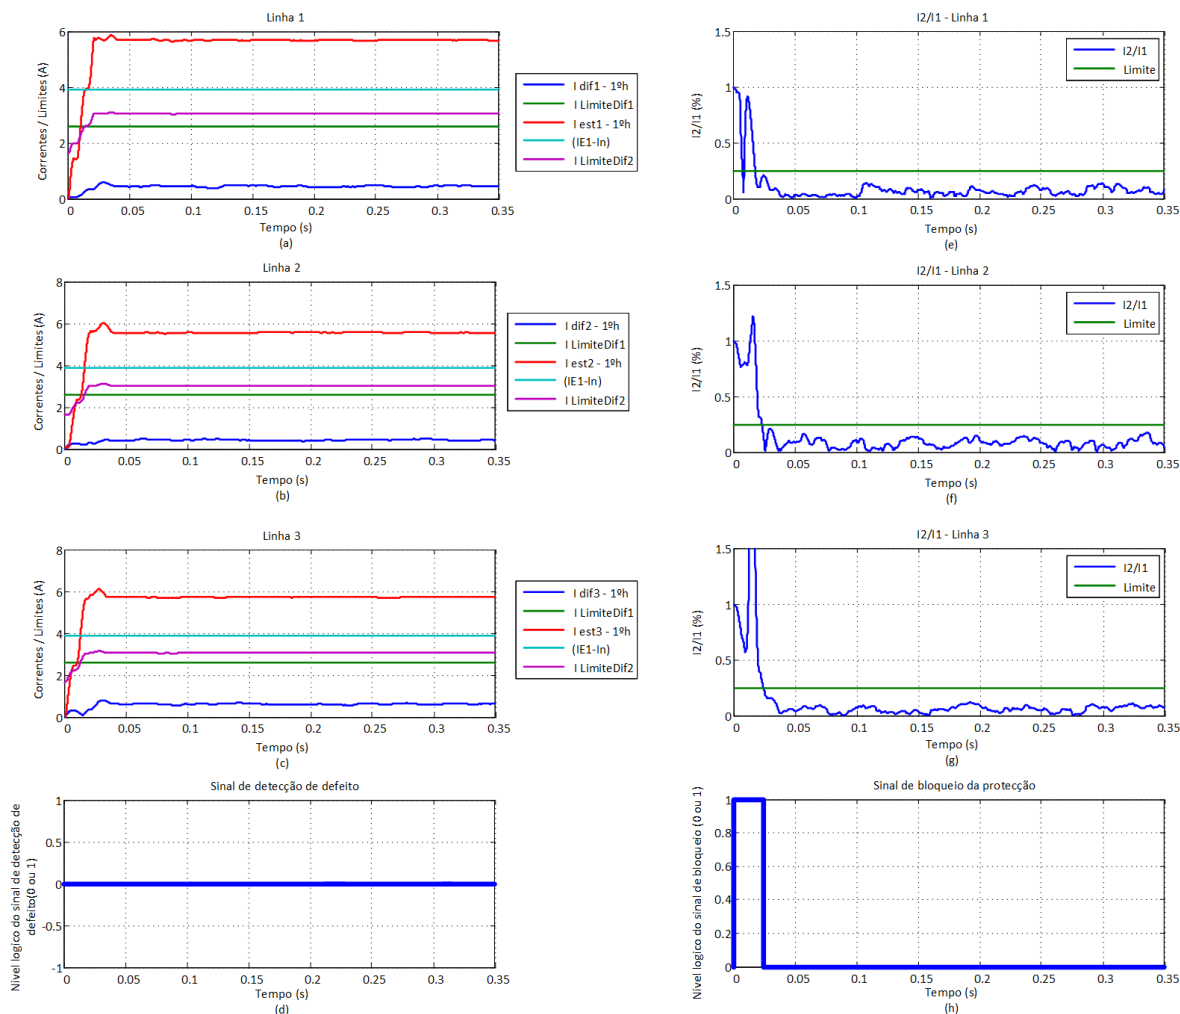 Linha 1
Correntes / Limites (A)
6
4
2
0
0
0.05
0.1
0.15
0.2
0.25
0.3
0.35
Tempo (s)
(a)
I dif1 - 1ºh
I LimiteDif1
I est1 - 1ºh
(IE1-In)
I LimiteDif2
I2/I1 - Linha 1
I2/I1 (%)
1.5
1
0.5
0
0
0.05
0.1
0.15
0.2
0.25
0.3
0.35
Tempo (s)
(e)
I2/I1
Limite
Linha 2
Correntes / Limites (A)
8
6
4
2
0
0
0.05
0.1
0.15
0.2
0.25
0.3
0.35
Tempo (s)
(b)
I dif2 - 1ºh
I LimiteDif1
I est2 - 1ºh
(IE1-In)
I LimiteDif2
I2/I1 - Linha 2
I2/I1 (%)
1.5
1
0.5
0
0
0.05
0.1
0.15
0.2
0.25
0.3
0.35
Tempo (s)
(f)
I2/I1
Limite
Linha 3
Correntes / Limites (A)
8
6
4
2
0
0
0.05
0.1
0.15
0.2
0.25
0.3
0.35
Tempo (s)
(c)
I dif3 - 1ºh
I LimiteDif1
I est3 - 1ºh
(IE1-In)
I LimiteDif2
I2/I1 - Linha 3
I2/I1 (%)
1.5
1
0.5
0
0
0.05
0.1
0.15
0.2
0.25
0.3
0.35
Tempo (s)
(g)
I2/I1
Limite
Sinal de detecção de defeito
Nivel logico do sinal de detecção de
defeito(0 ou 1)
1
0.5
0
-0.5
-1
0
0.05
0.1
0.15
0.2
0.25
0.3
0.35
Tempo (s)
(d)
Sinal de bloqueio da protecção
Nivel logico do sinal de bloqueio (0 ou 1)
1
0.8
0.6
0.4
0.2
0
0
0.05
0.1
0.15
0.2
0.25
0.3
0.35
Tempo (s)
(h)